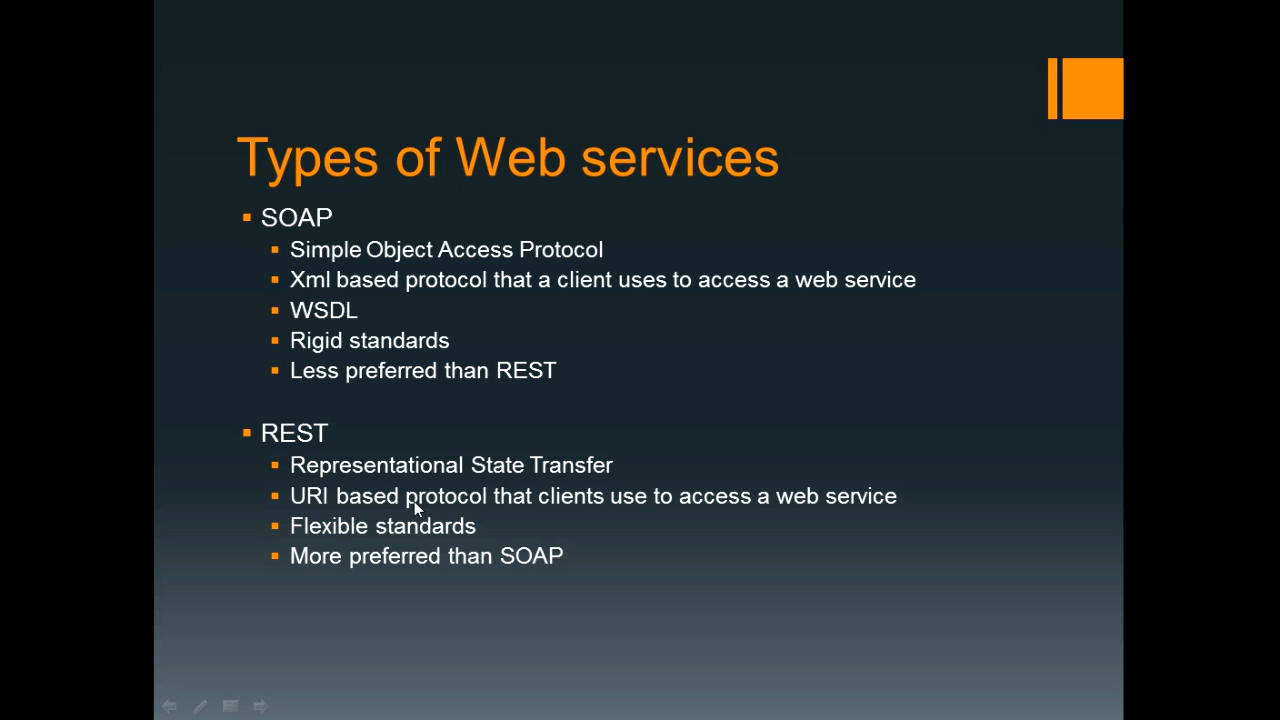 Types of Web services
SOAP
Simple Object Access Protocol
Xml based protocol that a client uses to access a web service
WSDL
Rigid standards
Less preferred than REST
REST
Representational State Transfer
URI based protocol that clients use to access a web service
Flexible standards
More preferred than SOAP